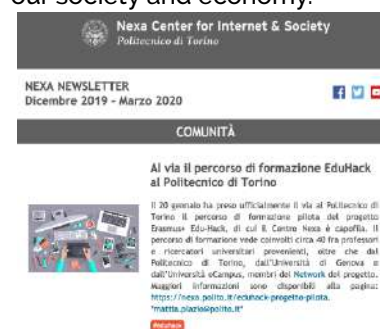 our society and economy.
Nexa Center for Internet & Society
Politecnico di Torino
NEXA NEWSLETTER
Dicembre 2019 - Marzo 2020
COMUNITÀ
Al via il percorso di formazione EduHack
al Politecnico di Torino
Il 20 gennaio ha preso ufficialmente il via al Politecnico di
Torino il percorso di formazione pilota del progetto
Erasmus+ Edu-Hack, di cui il Centro Nexa è capofila. Il
percorso di formazione vede coinvolti circa 40 fra professori
e ricercatori universitari provenienti, oltre che dal
Politecnico di Torino, dall'Università di Genova e
dall'Università eCampus, membri del Network del progetto.
Maggiori informazioni sono disponibili alla pagina:
https://nexa.polito.it/eduhack-progetto-pilota.
*mattia.plazio@polito.it*